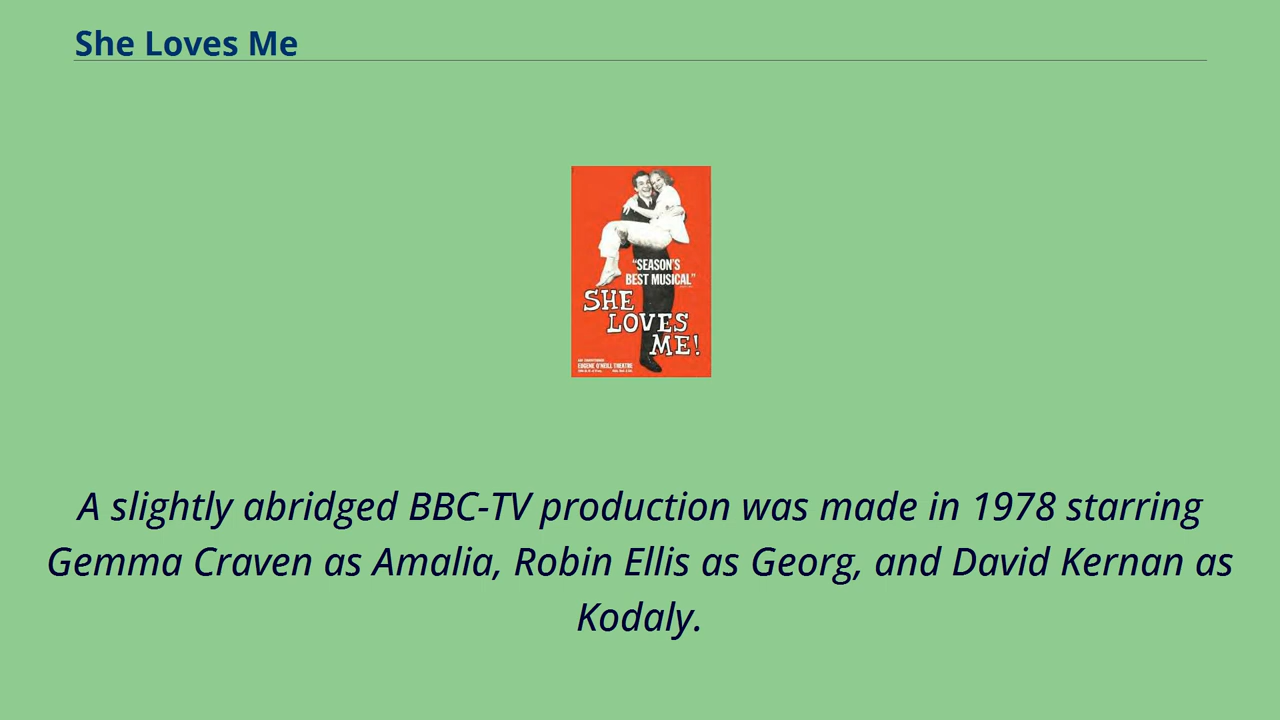 She Loves Me
"SEASON'S
BEST MUSICAL"
SHE
LOVES
ME!
EUGENE O'NEILL THEATRE
A slightly abridged BBC-TV production was made in 1978 starring
Gemma Craven as Amalia, Robin Ellis as Georg, and David Kernan as
Kodaly.